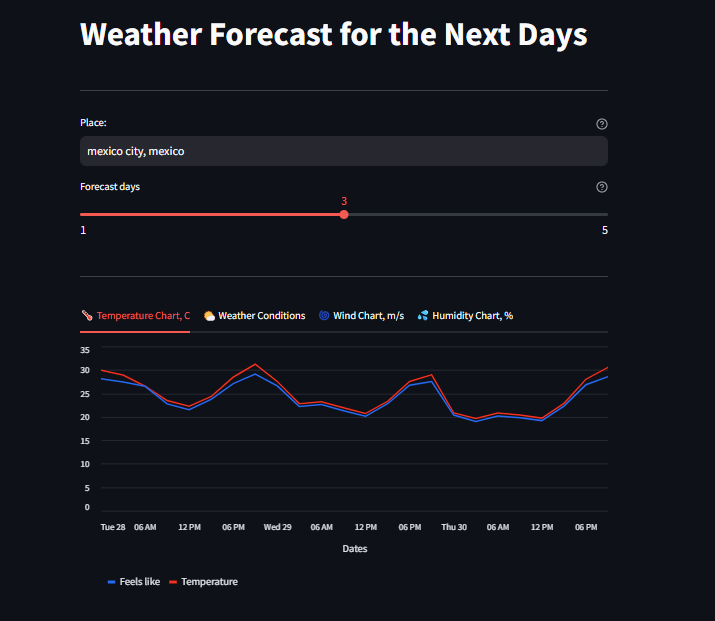 Weather Forecast for the Next Days
Place:
mexico city, mexico
Forecast days
3
1 5
Temperature Chart, C Weather Conditions Wind Chart, m/s Humidity Chart, %
35
30
25
20
15
10
5
0
Tue 28 06 AM 12 PM 06 PM Wed 29 06 AM 12 PM 06 PM Thu 30 06 AM 12 PM 06 PM
Dates
Feels like Temperature